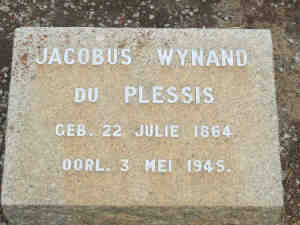 JACOBUS WYNAND
DU PLESSIS
GEB. 22 JULIE 1864
OORL. 3 MEI 1945.